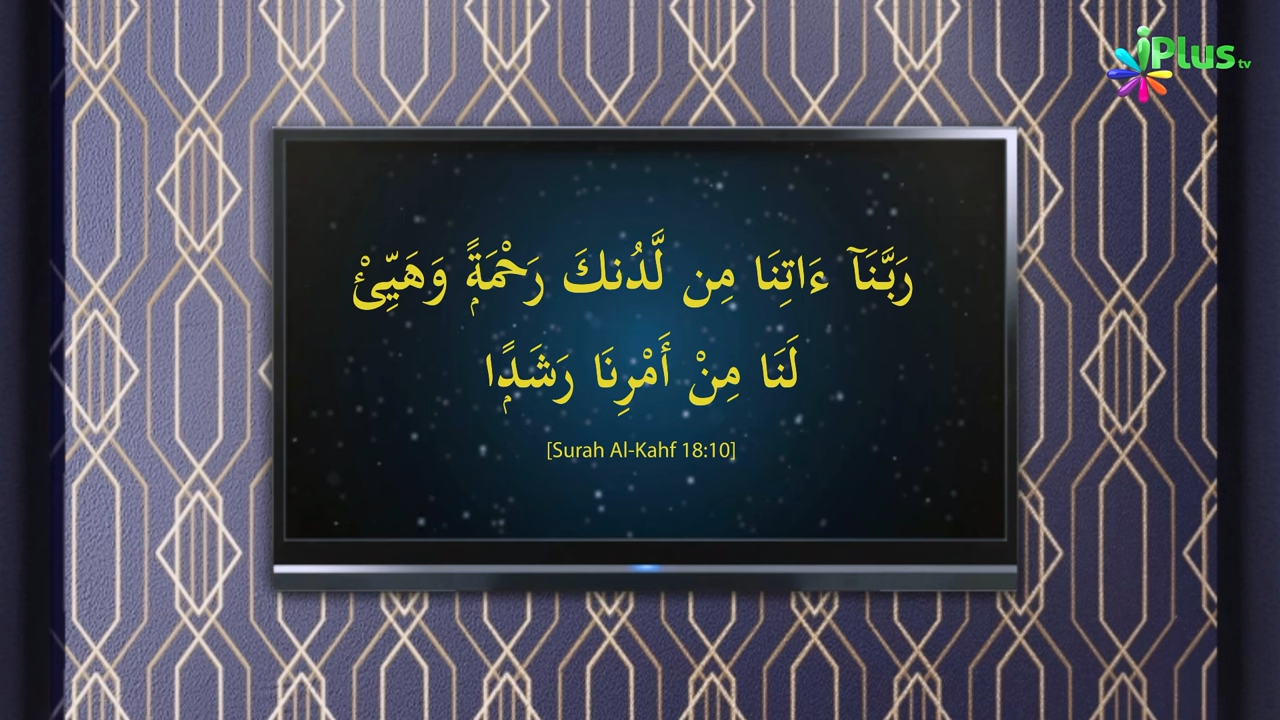 iPlus tv
رَبَّنَآ ءَاتِنَا مِن لَّدُنكَ رَحْمَةًۭ وَهَيِّئْ
لَنَا مِنْ أَمْرِنَا رَشَدًۭا
[Surah Al-Kahf 18:10]